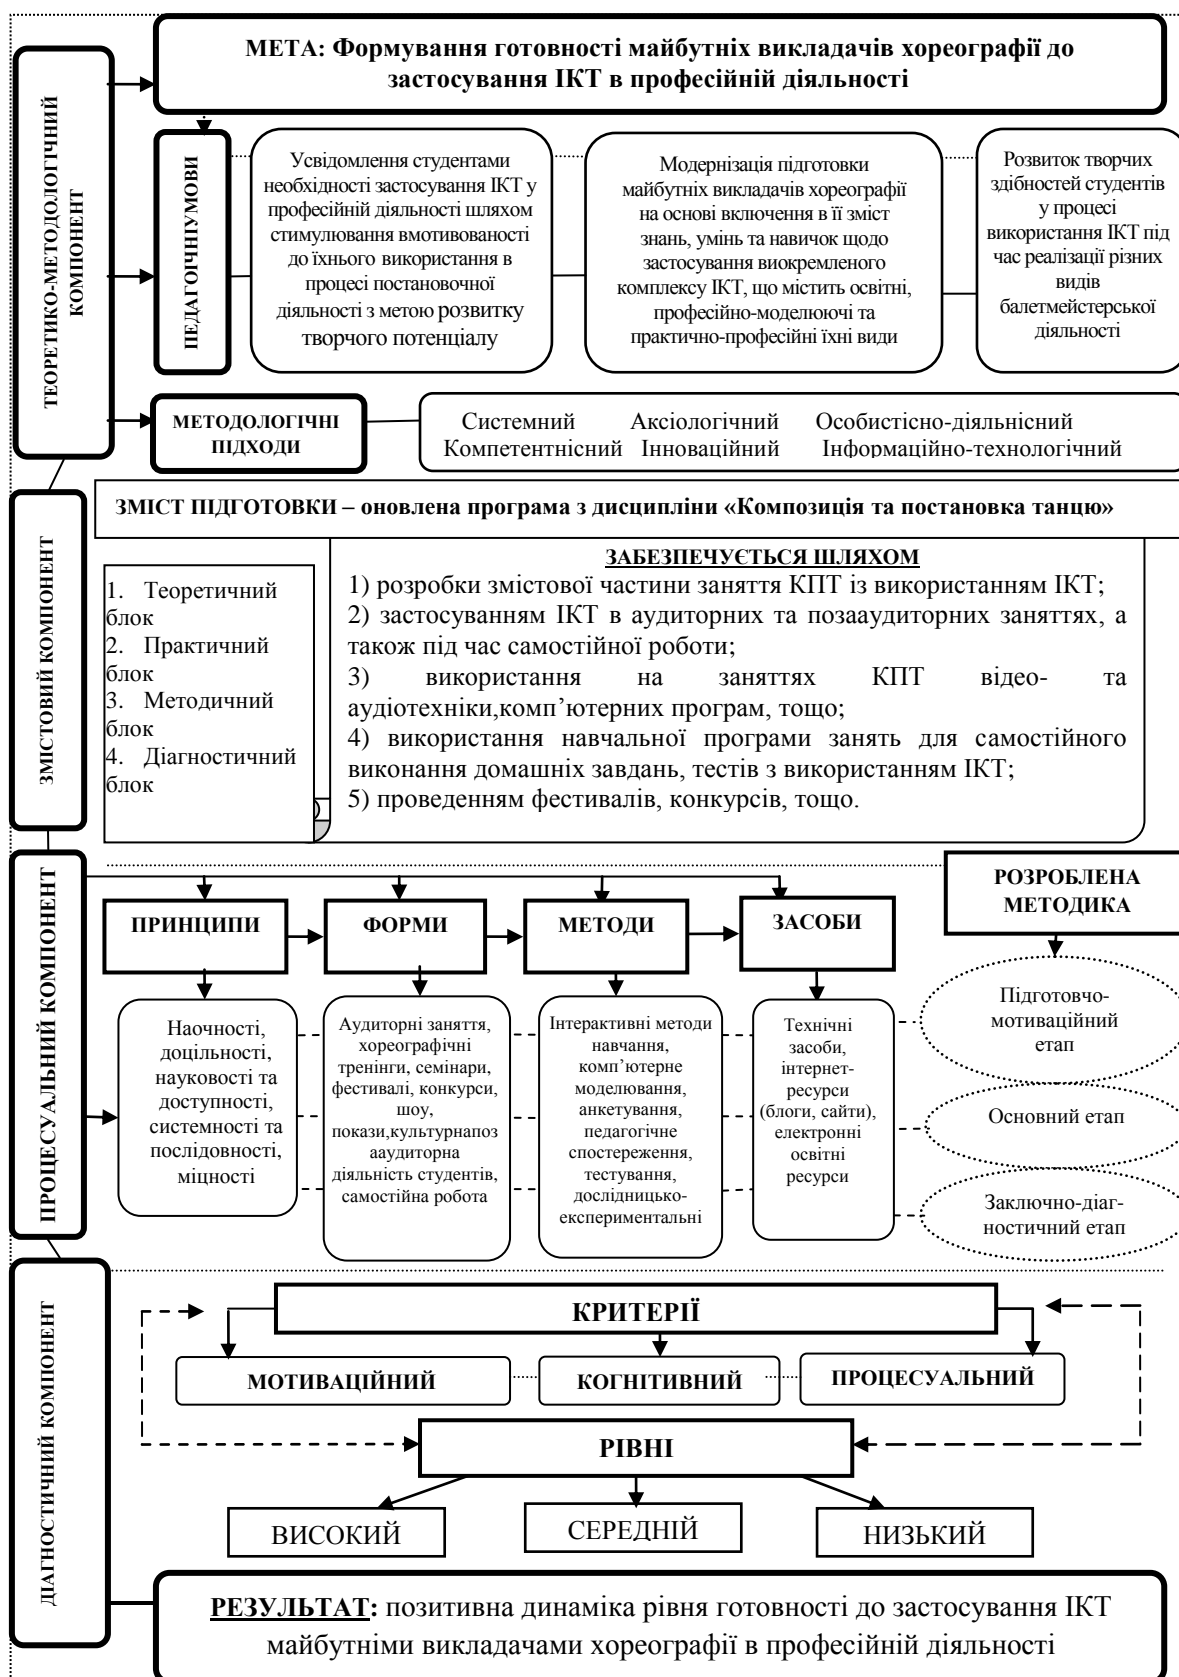 МЕТА: Формування готовності майбутніх викладачів хореографії до
застосування ІКТ в професійній діяльності
ТЕОРЕТИКО-МЕТОДОЛОГІЧНИЙ
КОМПОНЕНТ
ПЕДАГОГІЧНІУМОВИ
Усвідомлення студентами
необхідності застосування ІКТ у
професійній діяльності шляхом
стимулювання вмотивованості
до їхнього використання в
процесі постановочної
діяльності з метою розвитку
творчого потенціалу
Модернізація підготовки
майбутніх викладачів хореографії
на основі включення в її зміст
знань, умінь та навичок щодо
застосування виокремленого
комплексу ІКТ, що містить освітні,
професійно-моделюючі та
практично-професійні їхні види
Розвиток творчих
здібностей студентів
у процесі
використання ІКТ під
час реалізації різних
видів
балетмейстерської
діяльності
МЕТОДОЛОГІЧНІ
ПІДХОДИ
Системний Аксіологічний Особистісно-діяльнісний
Компетентнісний Інноваційний Інформаційно-технологічний
ЗМІСТОВИЙ КОМПОНЕНТ
ЗМІСТ ПІДГОТОВКИ – оновлена програма з дисципліни «Композиція та постановка танцю»
1. Теоретичний
блок
2. Практичний
блок
3. Методичний
блок
4. Діагностичний
блок
ЗАБЕЗПЕЧУЄТЬСЯ ШЛЯХОМ
1) розробки змістової частини заняття КПТ із використанням ІКТ;
2) застосуванням ІКТ в аудиторних та позааудиторних заняттях, а
також під час самостійної роботи;
3) використання на заняттях КПТ відео- та
аудіотехніки,комп’ютерних програм, тощо;
4) використання навчальної програми занять для самостійного
виконання домашніх завдань, тестів з використанням ІКТ;
5) проведенням фестивалів, конкурсів, тощо.
ПРОЦЕСУАЛЬНИЙ КОМПОНЕНТ
ПРИНЦИПИ
ФОРМИ
МЕТОДИ
ЗАСОБИ
РОЗРОБЛЕНА
МЕТОДИКА
Наочності,
доцільності,
науковості та
доступності,
системності та
послідовності,
міцності
Аудиторні заняття,
хореографічні
тренінги, семінари,
фестивалі, конкурси,
шоу,
покази,культурнапоз
ааудиторна
діяльність студентів,
самостійна робота
Інтерактивні методи
навчання,
комп’ютерне
моделювання,
анкетування,
педагогічне
спостереження,
тестування,
дослідницько-
експериментальні
Технічні
засоби,
інтернет-
ресурси
(блоги, сайти),
електронні
освітні
ресурси
Підготовчо-
мотиваційний
етап
Основний етап
Заключно-діаг-
ностичний етап
ДІАГНОСТИЧНИЙ КОМПОНЕНТ
КРИТЕРІЇ
МОТИВАЦІЙНИЙ
КОГНІТИВНИЙ
ПРОЦЕСУАЛЬНИЙ
РІВНІ
ВИСОКИЙ
СЕРЕДНІЙ
НИЗЬКИЙ
РЕЗУЛЬТАТ: позитивна динаміка рівня готовності до застосування ІКТ
майбутніми викладачами хореографії в професійній діяльності